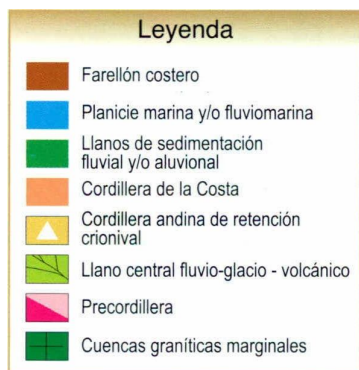 Leyenda
Farellón costero
Planicie marina y/o fluviomarina
Llanos de sedimentación
fluvial y/o aluvional
Cordillera de la Costa
Cordillera andina de retención
crionival
Llano central fluvio-glacio - volcánico
Precordillera
Cuencas graníticas marginales